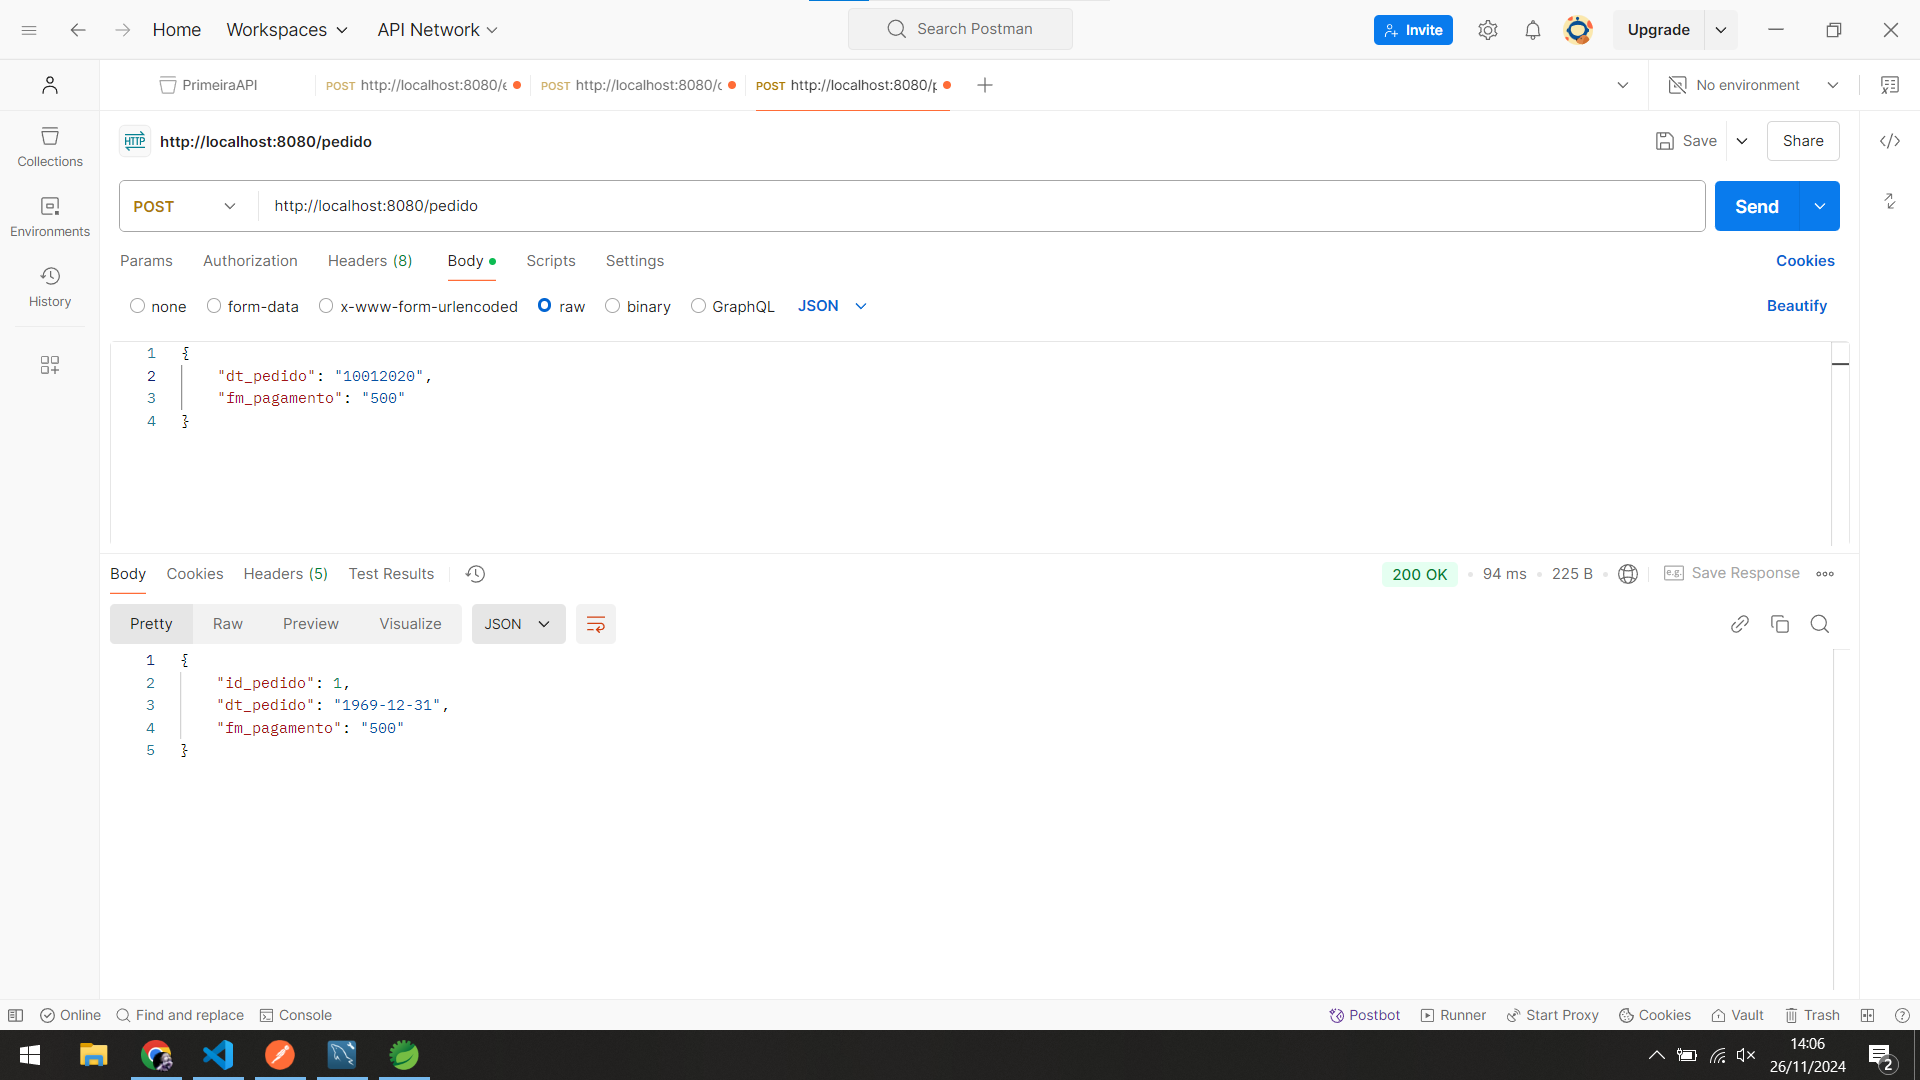 Home Workspaces API Network Search Postman Invite Upgrade
PrimeiraAPI POST http://localhost:8080/e POST http://localhost:8080/c POST http://localhost:8080/p No environment
HTTP http://localhost:8080/pedido Save Share
Collections
POST http://localhost:8080/pedido Send
Environments
Params Authorization Headers (8) Body Scripts Settings Cookies
History
none form-data x-www-form-urlencoded raw binary GraphQL JSON Beautify
1 {
2 "dt_pedido": "10012020",
3 "fm_pagamento": "500"
4 }
Body Cookies Headers (5) Test Results 200 OK 94 ms 225 B e.g. Save Response
Pretty Raw Preview Visualize JSON
1 {
2 "id_pedido": 1,
3 "dt_pedido": "1969-12-31",
4 "fm_pagamento": "500"
5 }
Online Find and replace Console Postbot Runner Start Proxy Cookies Vault Trash
14:06
26/11/2024
2